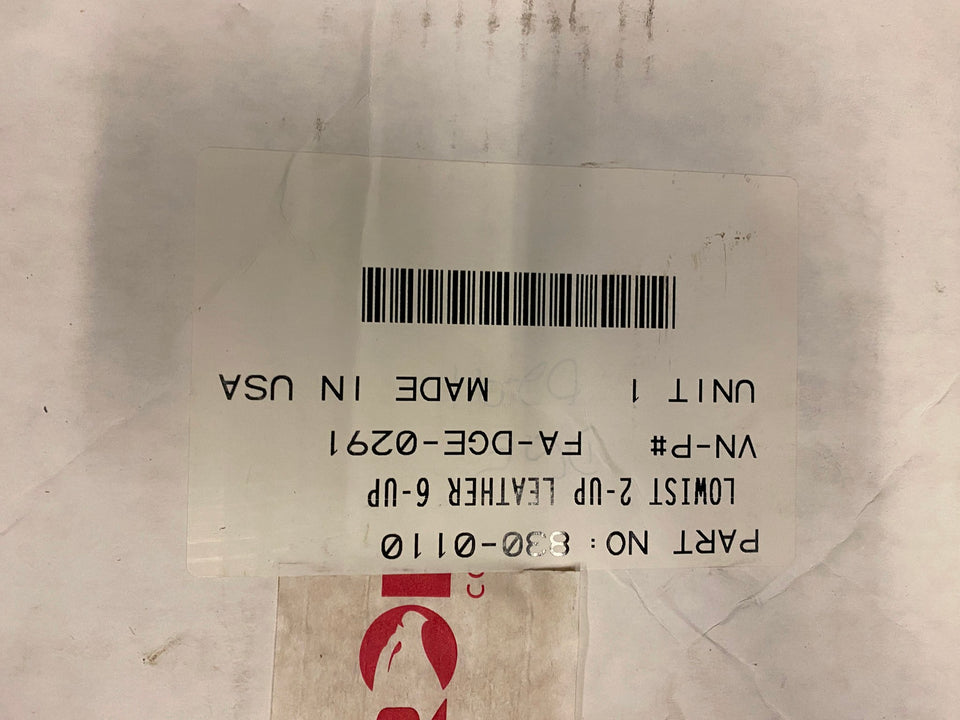 PART NO: 830-0110
LOWIST 2-UP LEATHER 6-UP
VN-P# FA-DGE-0291
UNIT 1 MADE IN USA